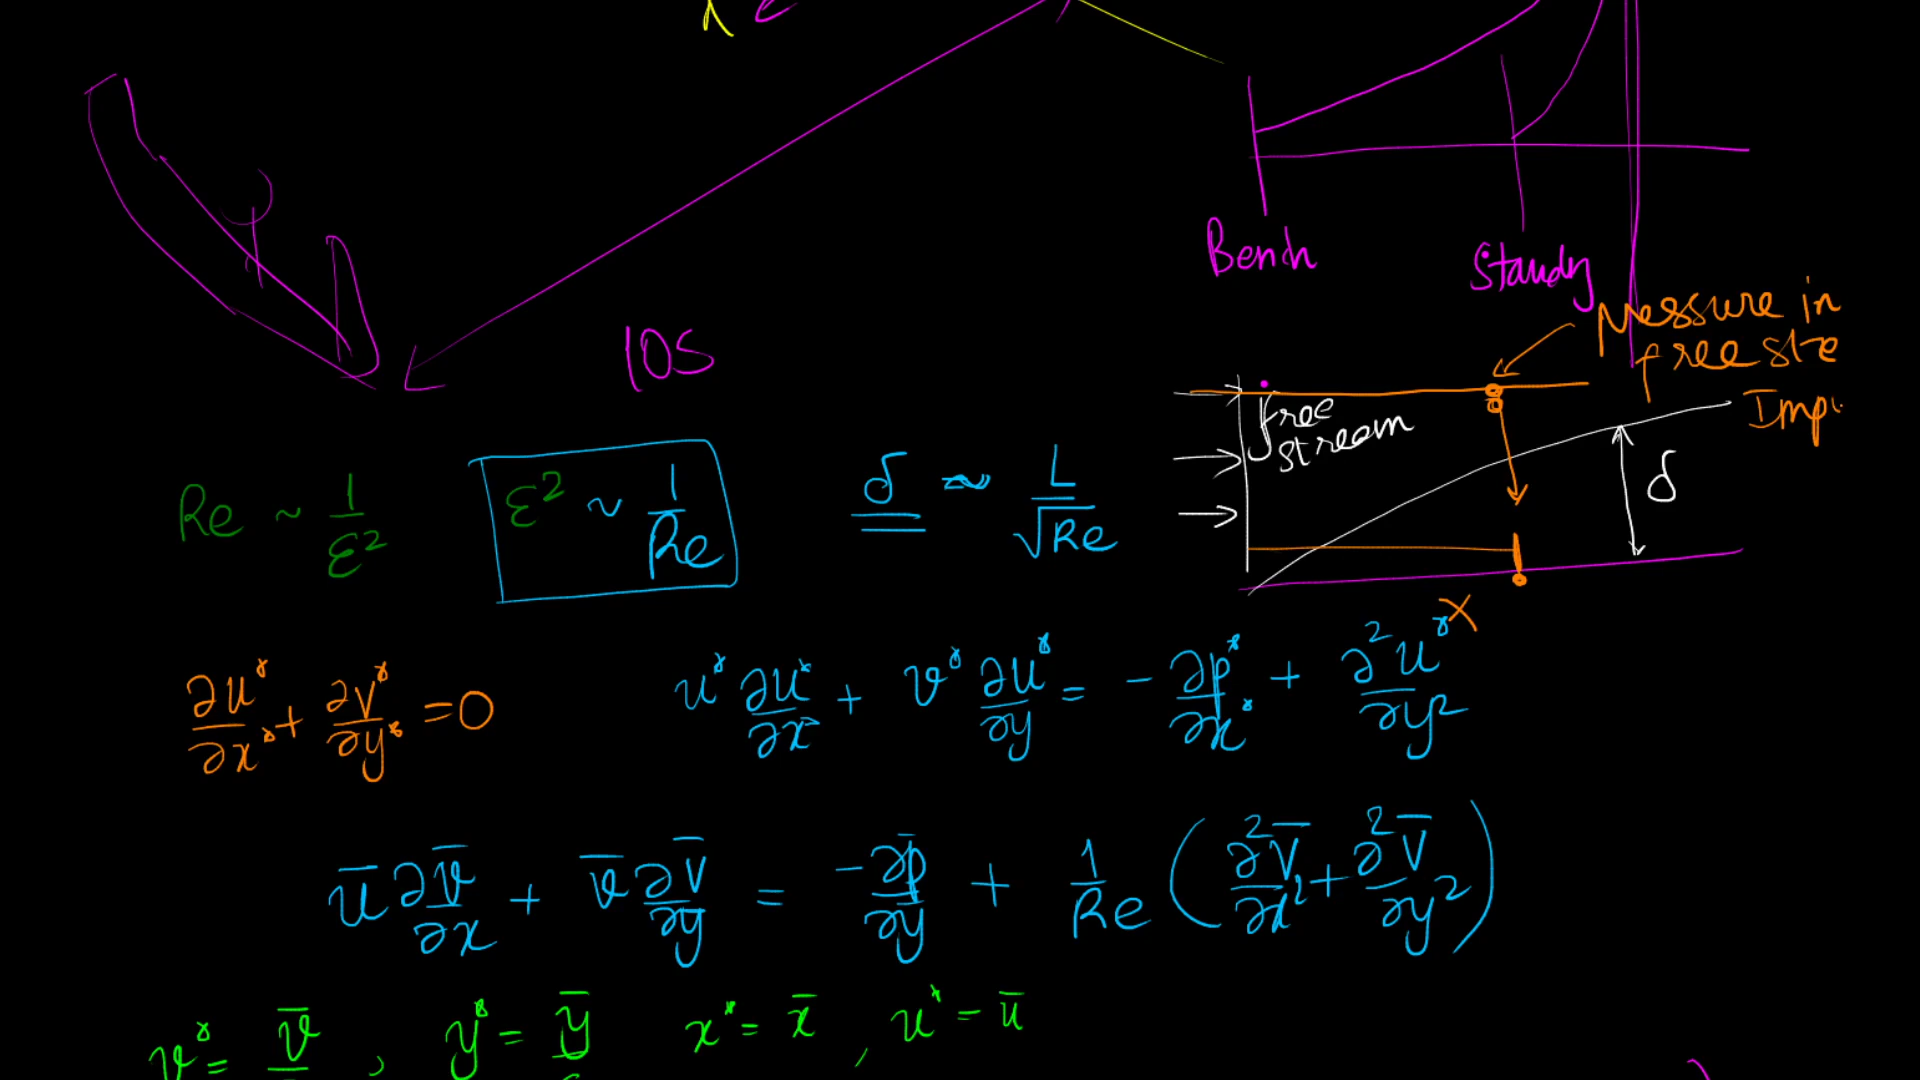 Bench
Standy
10s
Pressure in
free stre
Imp
free
stream
δ
Re ~ 1/ε²
ε² ~ 1/Re
δ ~ L/√Re
∂u*/∂x* + ∂v*/∂y* = 0
u* ∂u*/∂x* + v* ∂u*/∂y = -∂p*/∂x* + ∂²u*/∂y²
u̅ ∂v̅/∂x + v̅ ∂v̅/∂y = -∂p̅/∂y + 1/Re (∂²v̅/∂x² + ∂²v̅/∂y²)
v* = v̅/ , y* = y̅/ x* = x̅ , u* = u̅